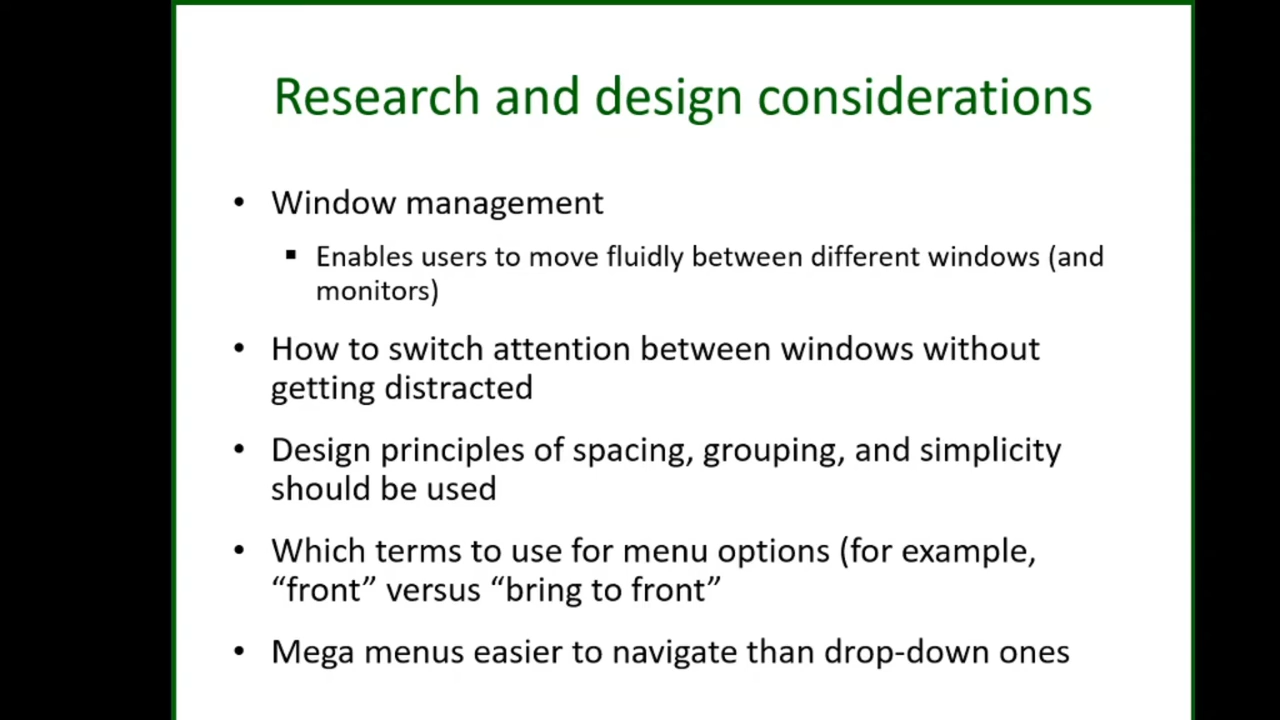 Research and design considerations
• Window management
▪ Enables users to move fluidly between different windows (and
monitors)
• How to switch attention between windows without
getting distracted
• Design principles of spacing, grouping, and simplicity
should be used
• Which terms to use for menu options (for example,
“front” versus “bring to front”
• Mega menus easier to navigate than drop-down ones